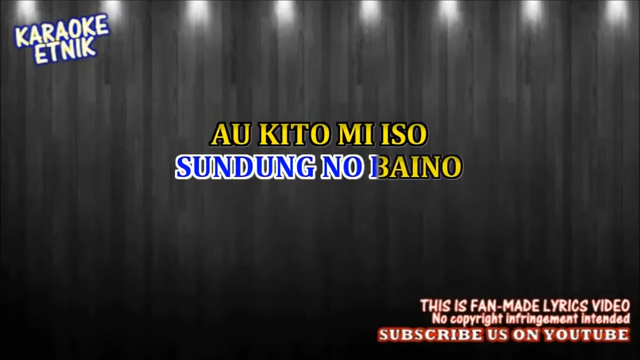 KARAOKE
ETNIK
AU KITO MI ISO
SUNDUNG NO BAINO
THIS IS FAN-MADE LYRICS VIDEO
No copyright infringement intended
SUBSCRIBE US ON YOUTUBE